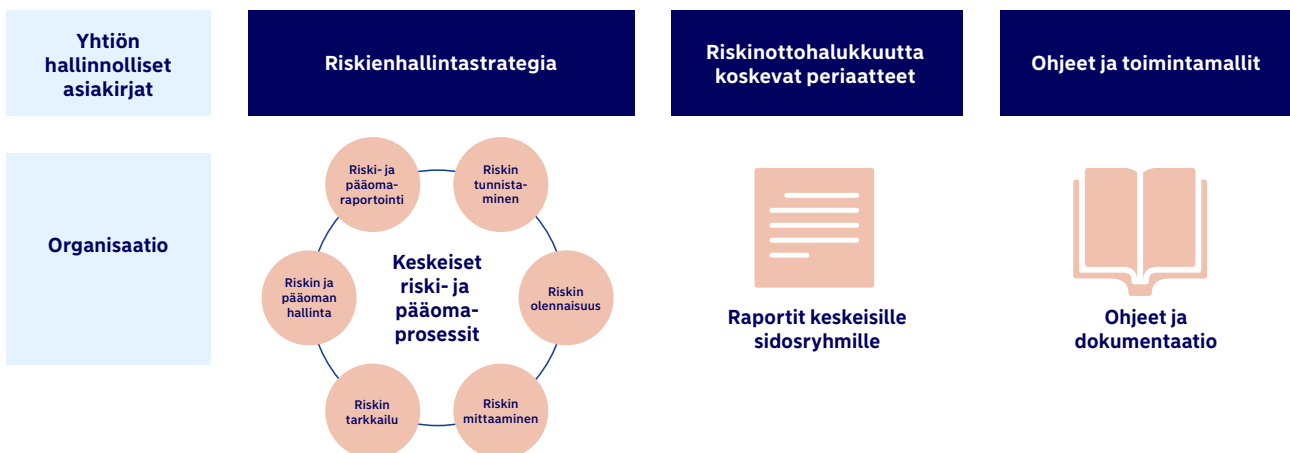 Yhtiön
hallinnolliset
asiakirjat
Riskienhallintastrategia
Riskinottohalukkuutta
koskevat periaatteet
Ohjeet ja toimintamallit
Organisaatio
Riski- ja
pääoma-
raportointi
Riskin
tunnista-
minen
Riskin ja
pääoman
hallinta
Keskeiset
riski- ja
pääoma-
prosessit
Riskin
olennaisuus
Riskin
tarkkailu
Riskin
mittaaminen
Raportit keskeisille
sidosryhmille
Ohjeet ja
dokumentaatio